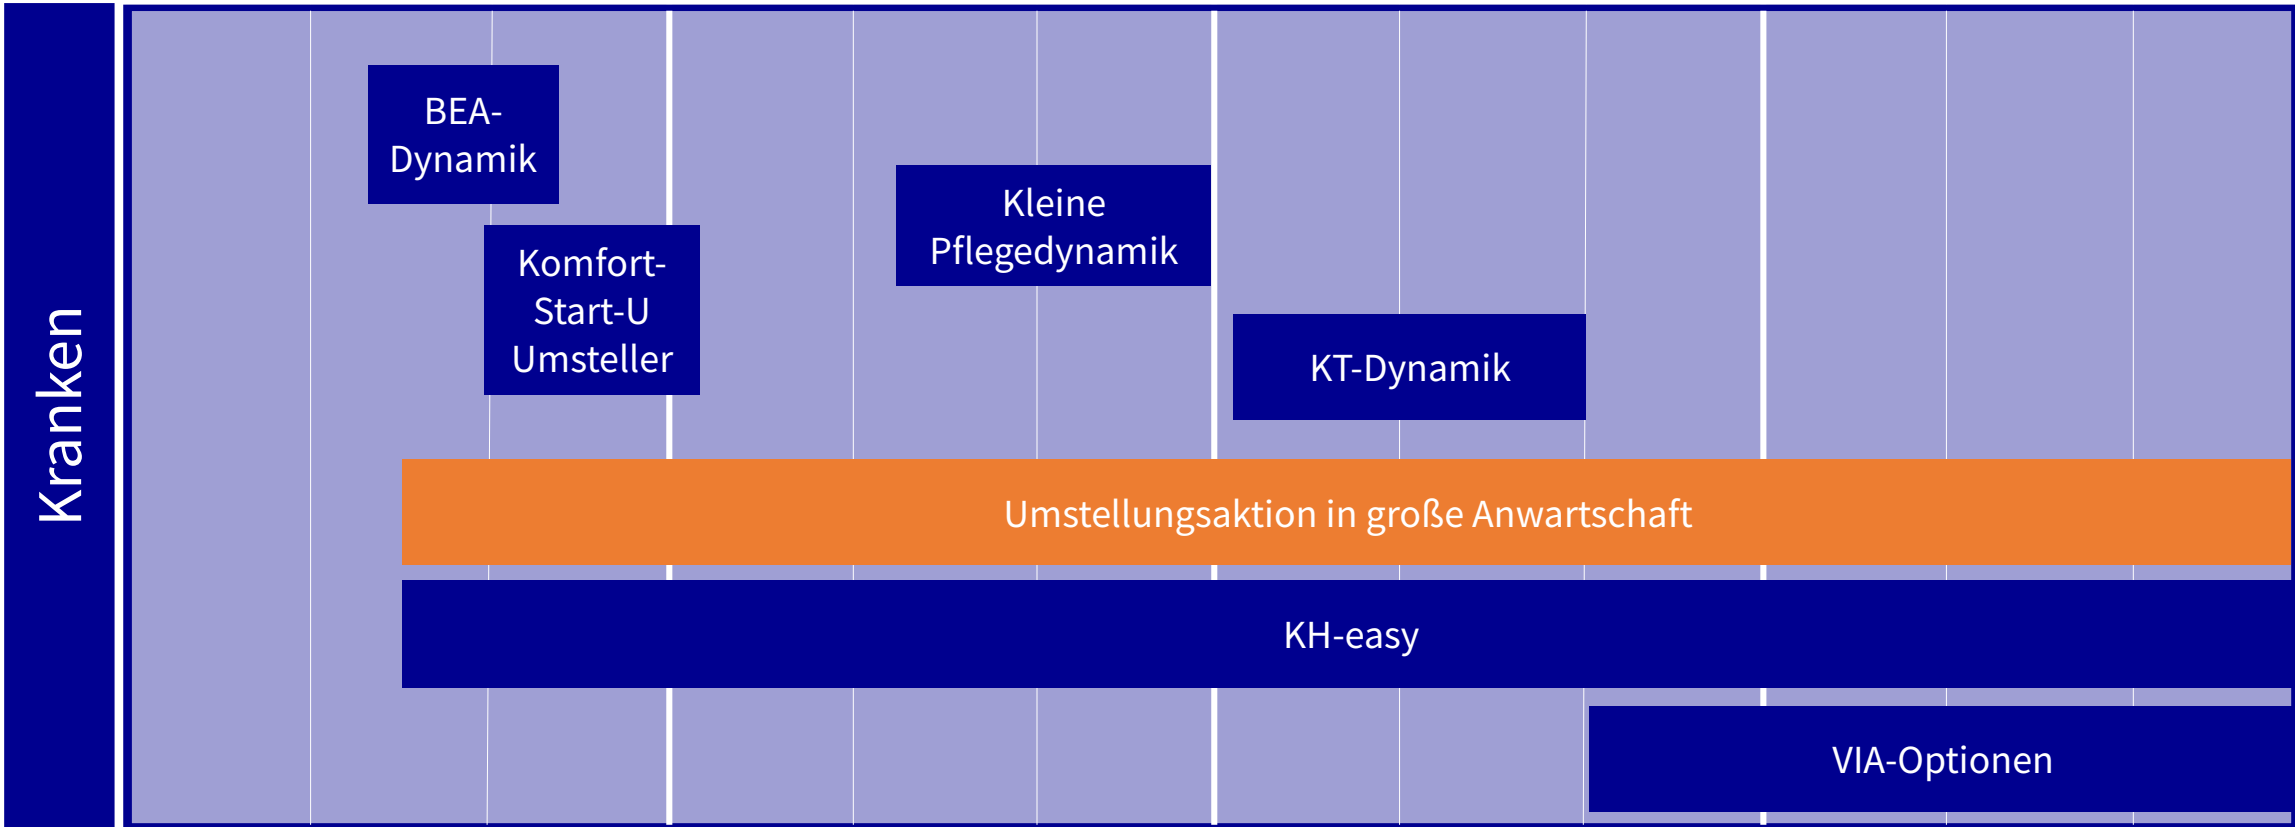 Kranken
BEA-
Dynamik
Komfort-
Start-U
Umsteller
Kleine
Pflegedynamik
KT-Dynamik
Umstellungsaktion in große Anwartschaft
KH-easy
VIA-Optionen